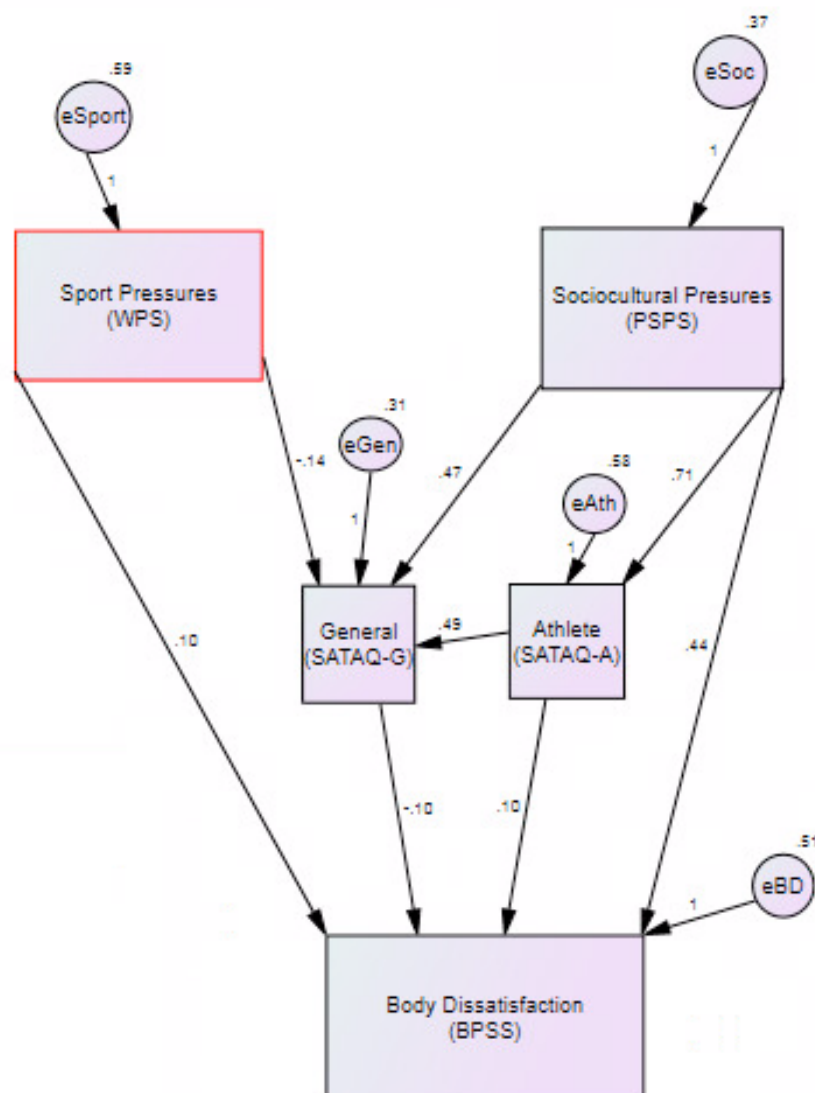 .37
.59
eSoc
eSport
1
1
Sport Pressures
(WPS)
Sociocultural Presures
(PSPS)
.31
eGen
-.14
.47
.58
.71
eAth
1
1
General
(SATAQ-G)
.49
Athlete
(SATAQ-A)
.10
.44
-.10
.10
.51
eBD
1
Body Dissatisfaction
(BPSS)